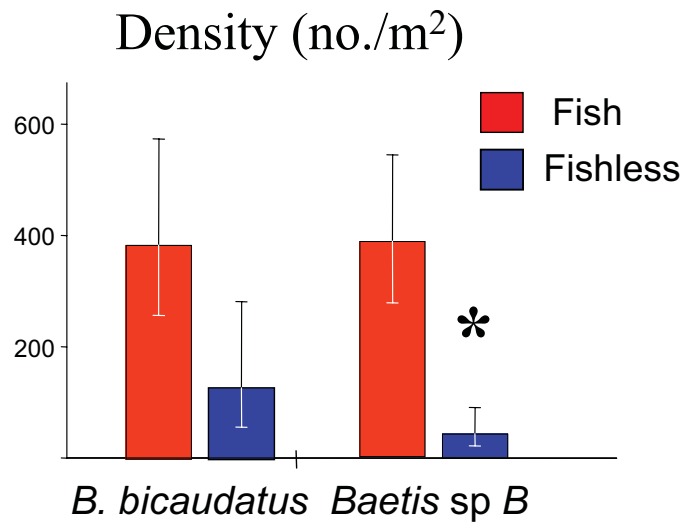 Density (no./m²)
Fish
Fishless
600
400
200
*
B. bicaudatus Baetis sp B